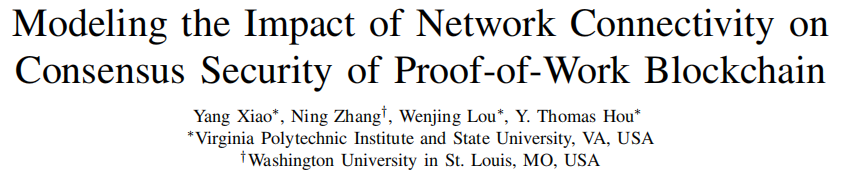 Modeling the Impact of Network Connectivity on
Consensus Security of Proof-of-Work Blockchain
Yang Xiao*, Ning Zhang†, Wenjing Lou*, Y. Thomas Hou*
*Virginia Polytechnic Institute and State University, VA, USA
†Washington University in St. Louis, MO, USA